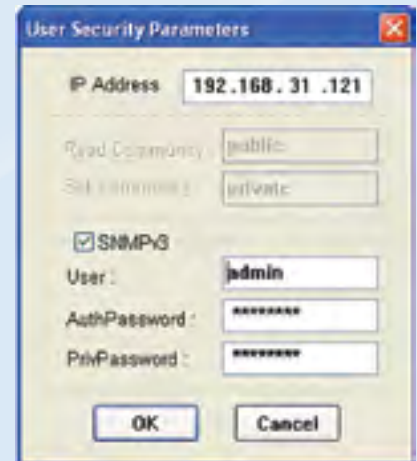 User Security Parameters
IP Address 192.168. 31 .121
Read Community public
Set community : private
SNMPv3
User : admin
AuthPassword : ********
PrivPassword : ********
OK Cancel